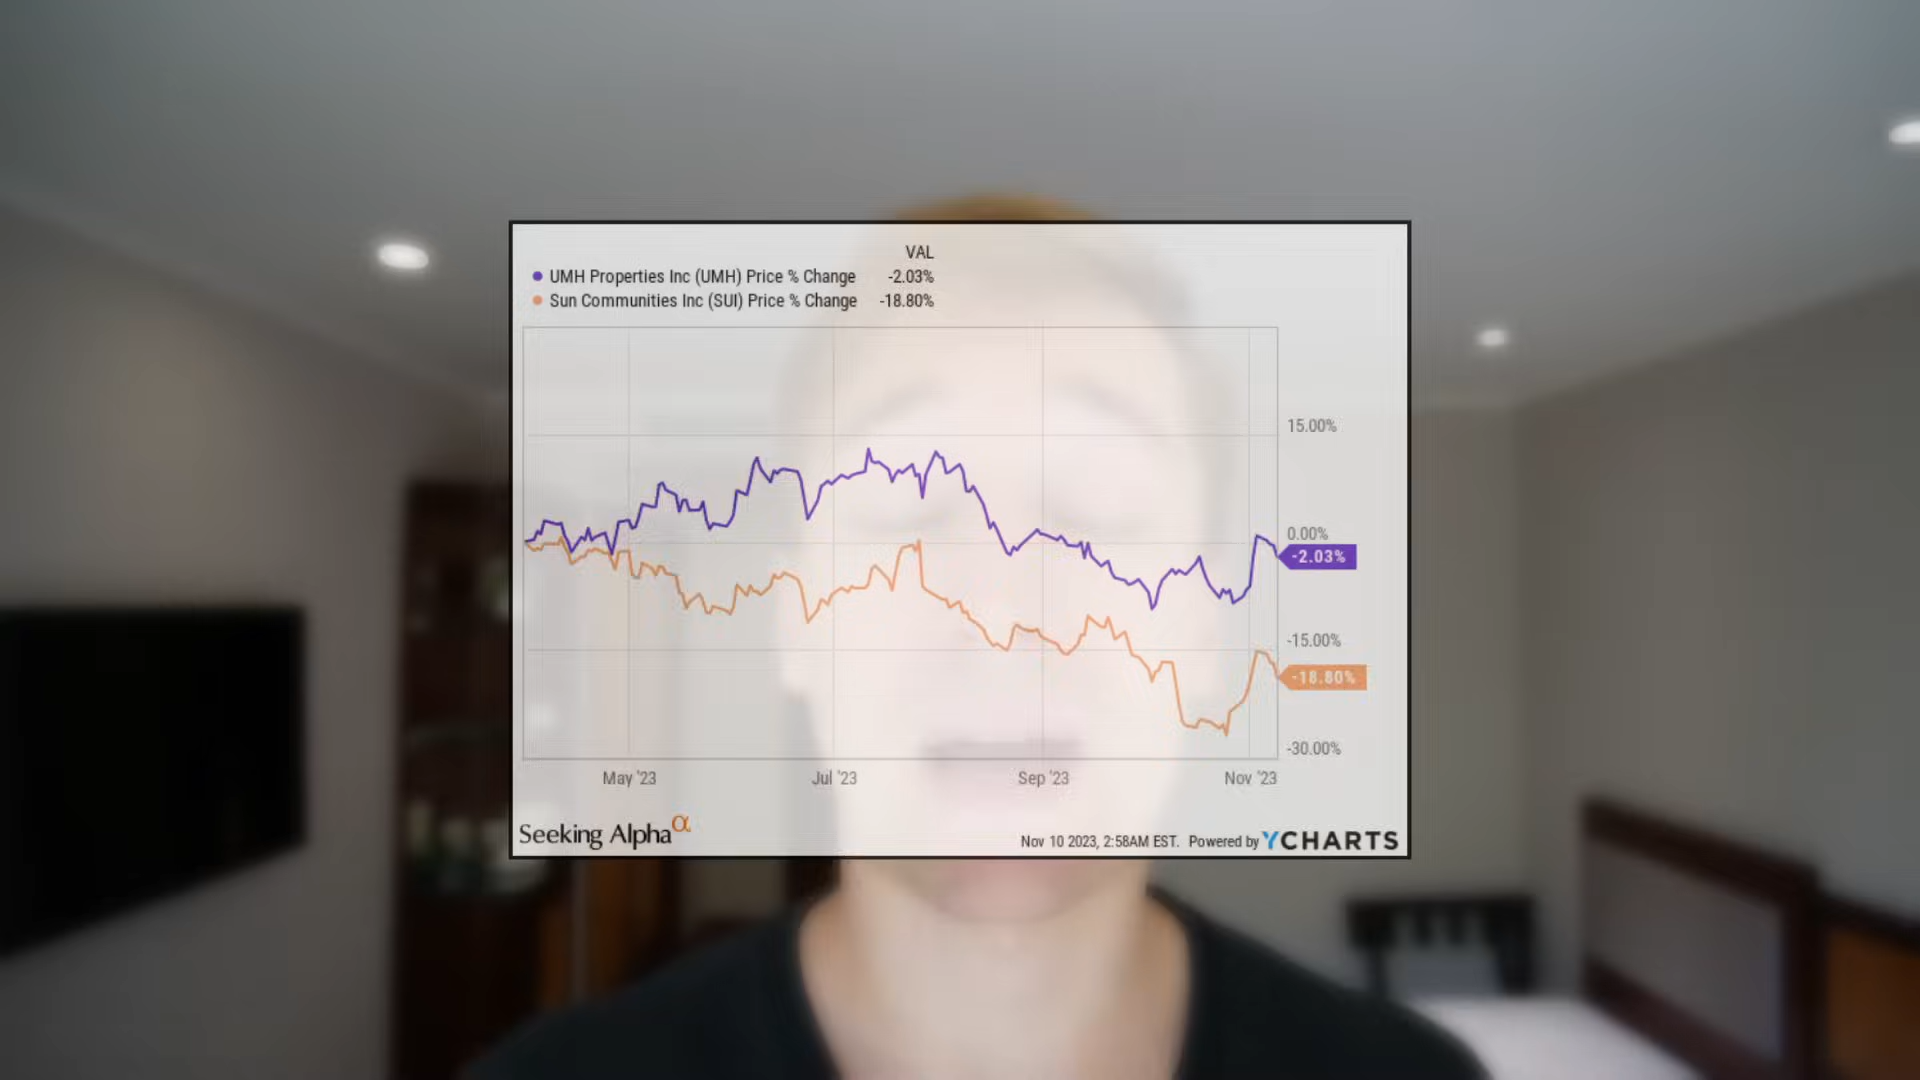 VAL
UMH Properties Inc (UMH) Price % Change -2.03%
Sun Communities Inc (SUI) Price % Change -18.80%
15.00%
0.00%
-2.03%
-15.00%
-18.80%
-30.00%
May '23 Jul '23 Sep '23 Nov '23
Seeking Alpha α
Nov 10 2023, 2:58AM EST. Powered by YCHARTS